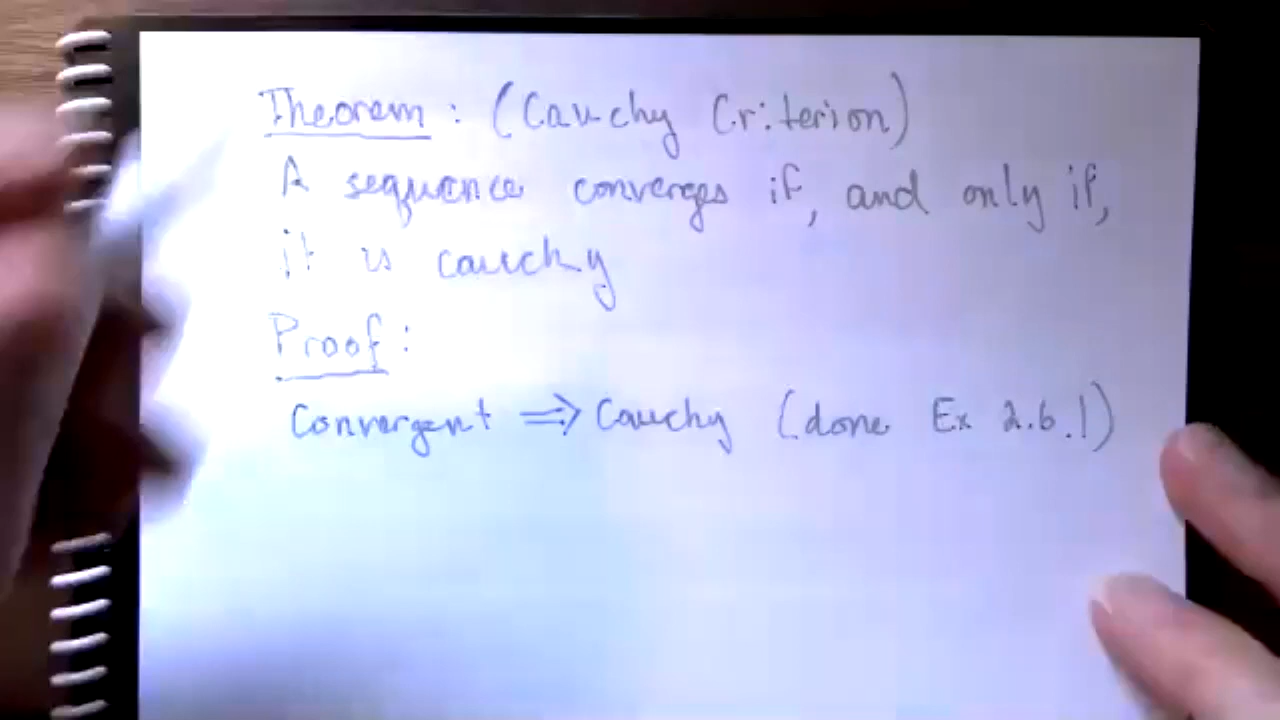 Theorem : (Cauchy Criterion)
A sequence converges if, and only if,
it is cauchy
Proof :
Convergent ⇒ Cauchy (done Ex 2.6.1)